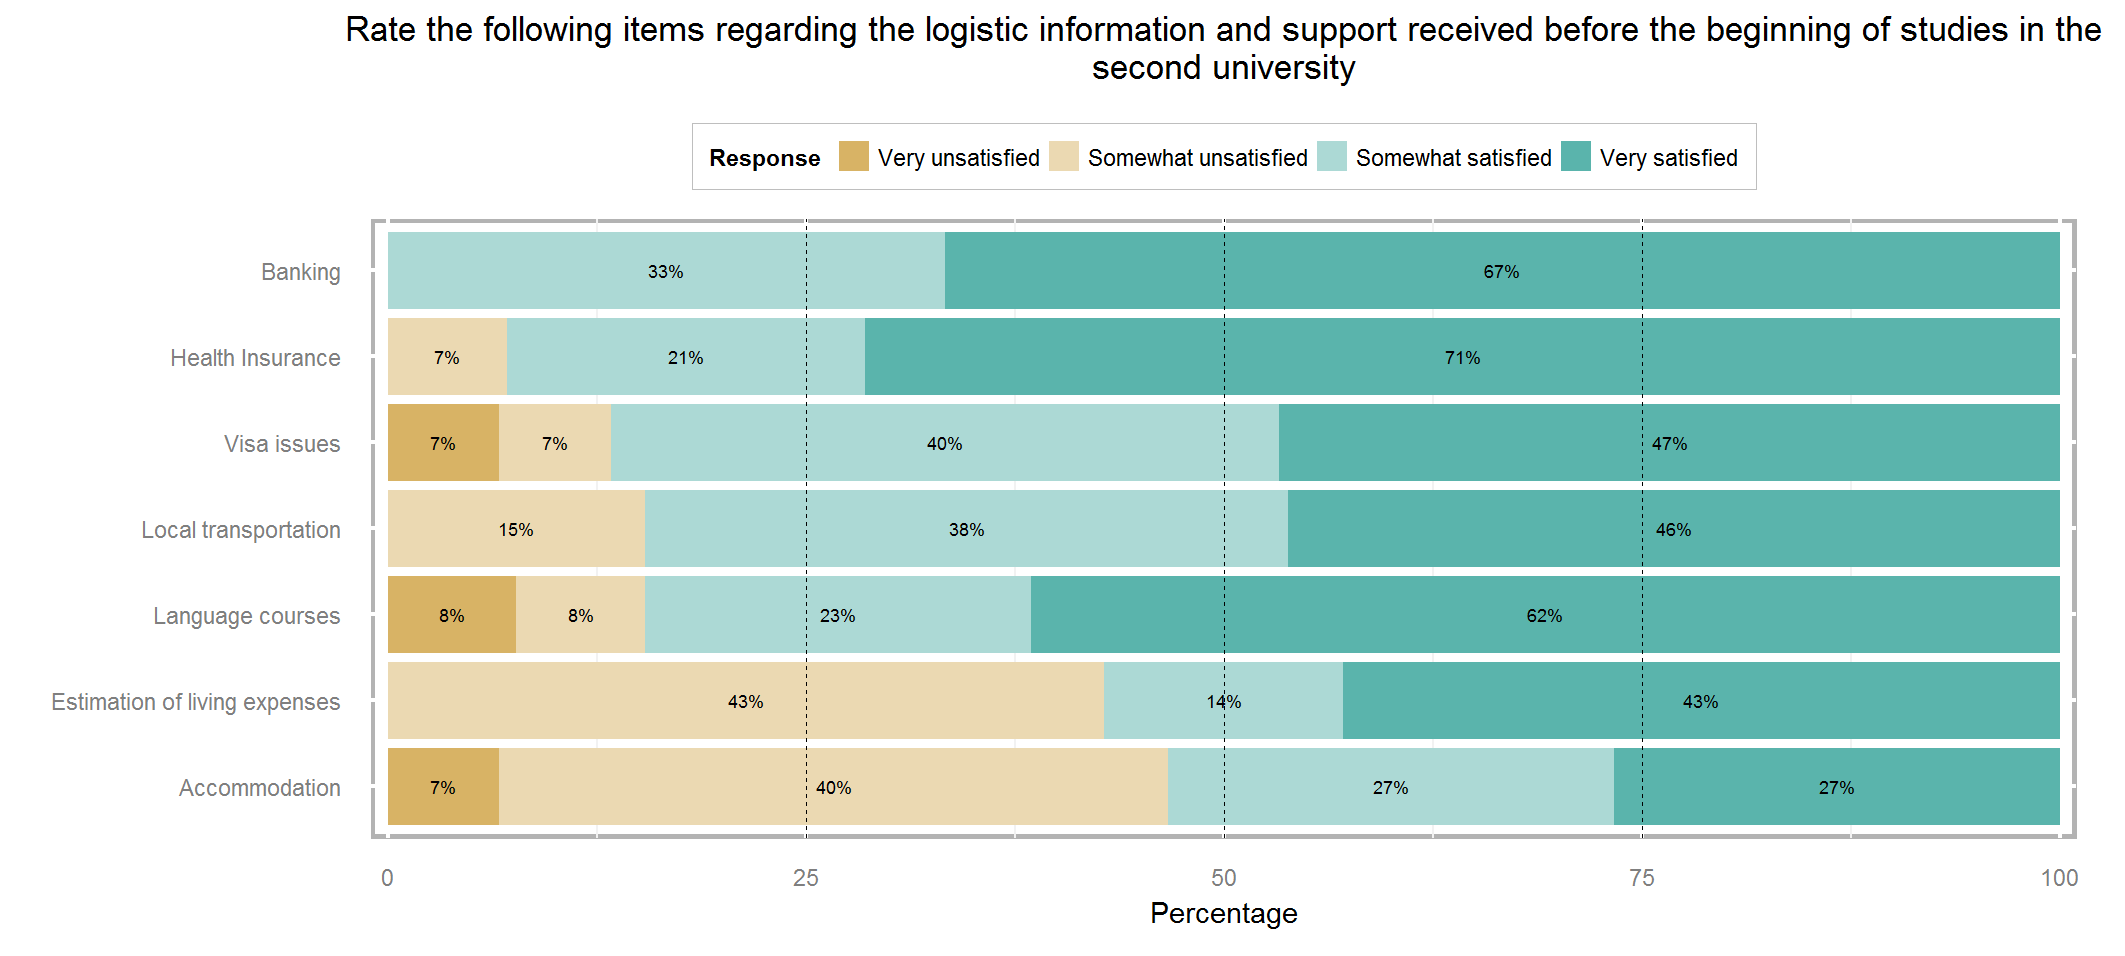 Rate the following items regarding the logistic information and support received before the beginning of studies in the
second university
Response Very unsatisfied Somewhat unsatisfied Somewhat satisfied Very satisfied
Banking 33% 67%
Health Insurance 7% 21% 71%
Visa issues 7% 7% 40% 47%
Local transportation 15% 38% 46%
Language courses 8% 8% 23% 62%
Estimation of living expenses 43% 14% 43%
Accommodation 7% 40% 27% 27%
0 25 50 75 100
Percentage